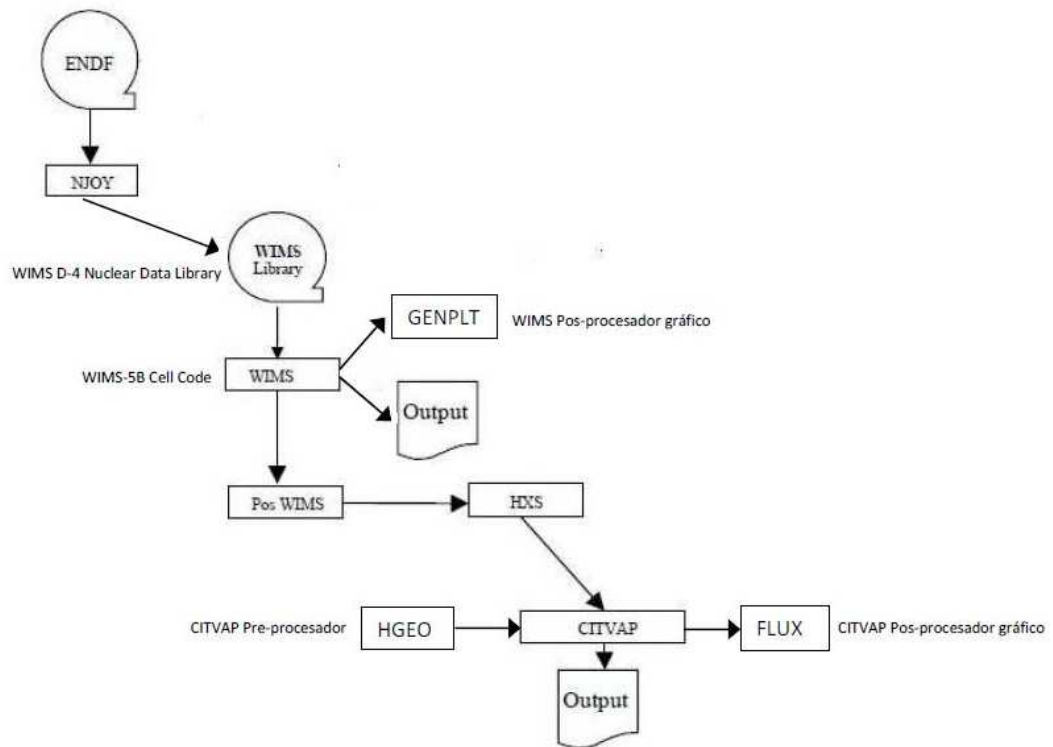 ENDF
NJOY
WIMS
Library
WIMS D-4 Nuclear Data Library
GENPLT
WIMS Pos-procesador gráfico
WIMS-5B Cell Code
WIMS
Output
Pos WIMS
HXS
CITVAP Pre-procesador
HGEO
CITVAP
FLUX
CITVAP Pos-procesador gráfico
Output